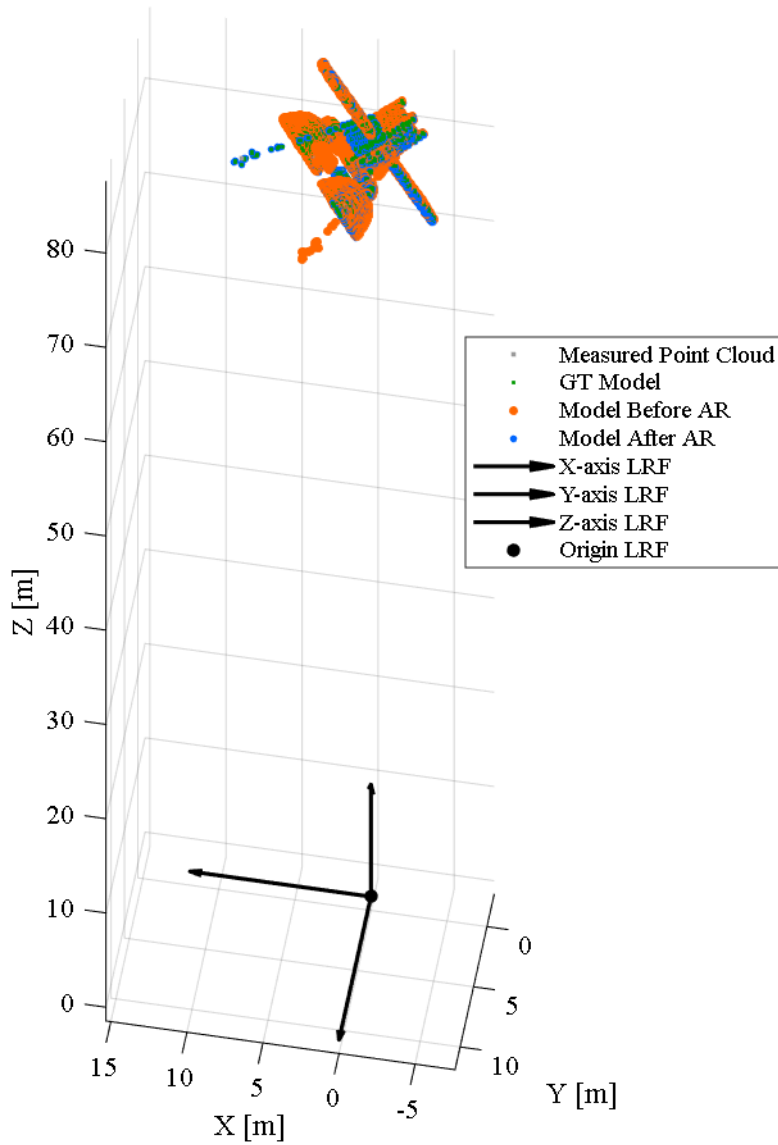 80
70
60
50
40
30
20
10
0
Z [m]
Measured Point Cloud
GT Model
Model Before AR
Model After AR
X-axis LRF
Y-axis LRF
Z-axis LRF
Origin LRF
0
5
10
Y [m]
15
10
5
0
-5
X [m]